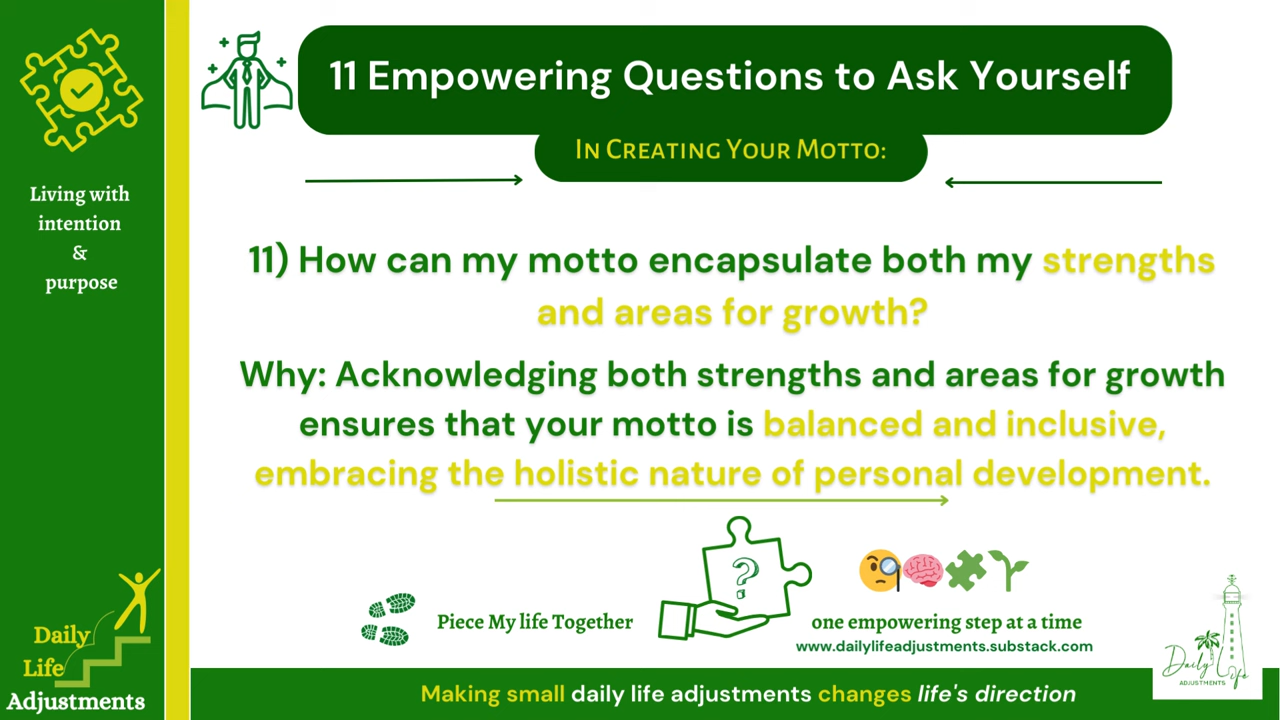 11 Empowering Questions to Ask Yourself
In Creating Your Motto:
Living with
intention
&
purpose
11) How can my motto encapsulate both my strengths
and areas for growth?
Why: Acknowledging both strengths and areas for growth
ensures that your motto is balanced and inclusive,
embracing the holistic nature of personal development.
?
Piece My life Together
one empowering step at a time
www.dailylifeadjustments.substack.com
Daily
Life
Adjustments
Daily Life
ADJUSTMENTS
Making small daily life adjustments changes life's direction